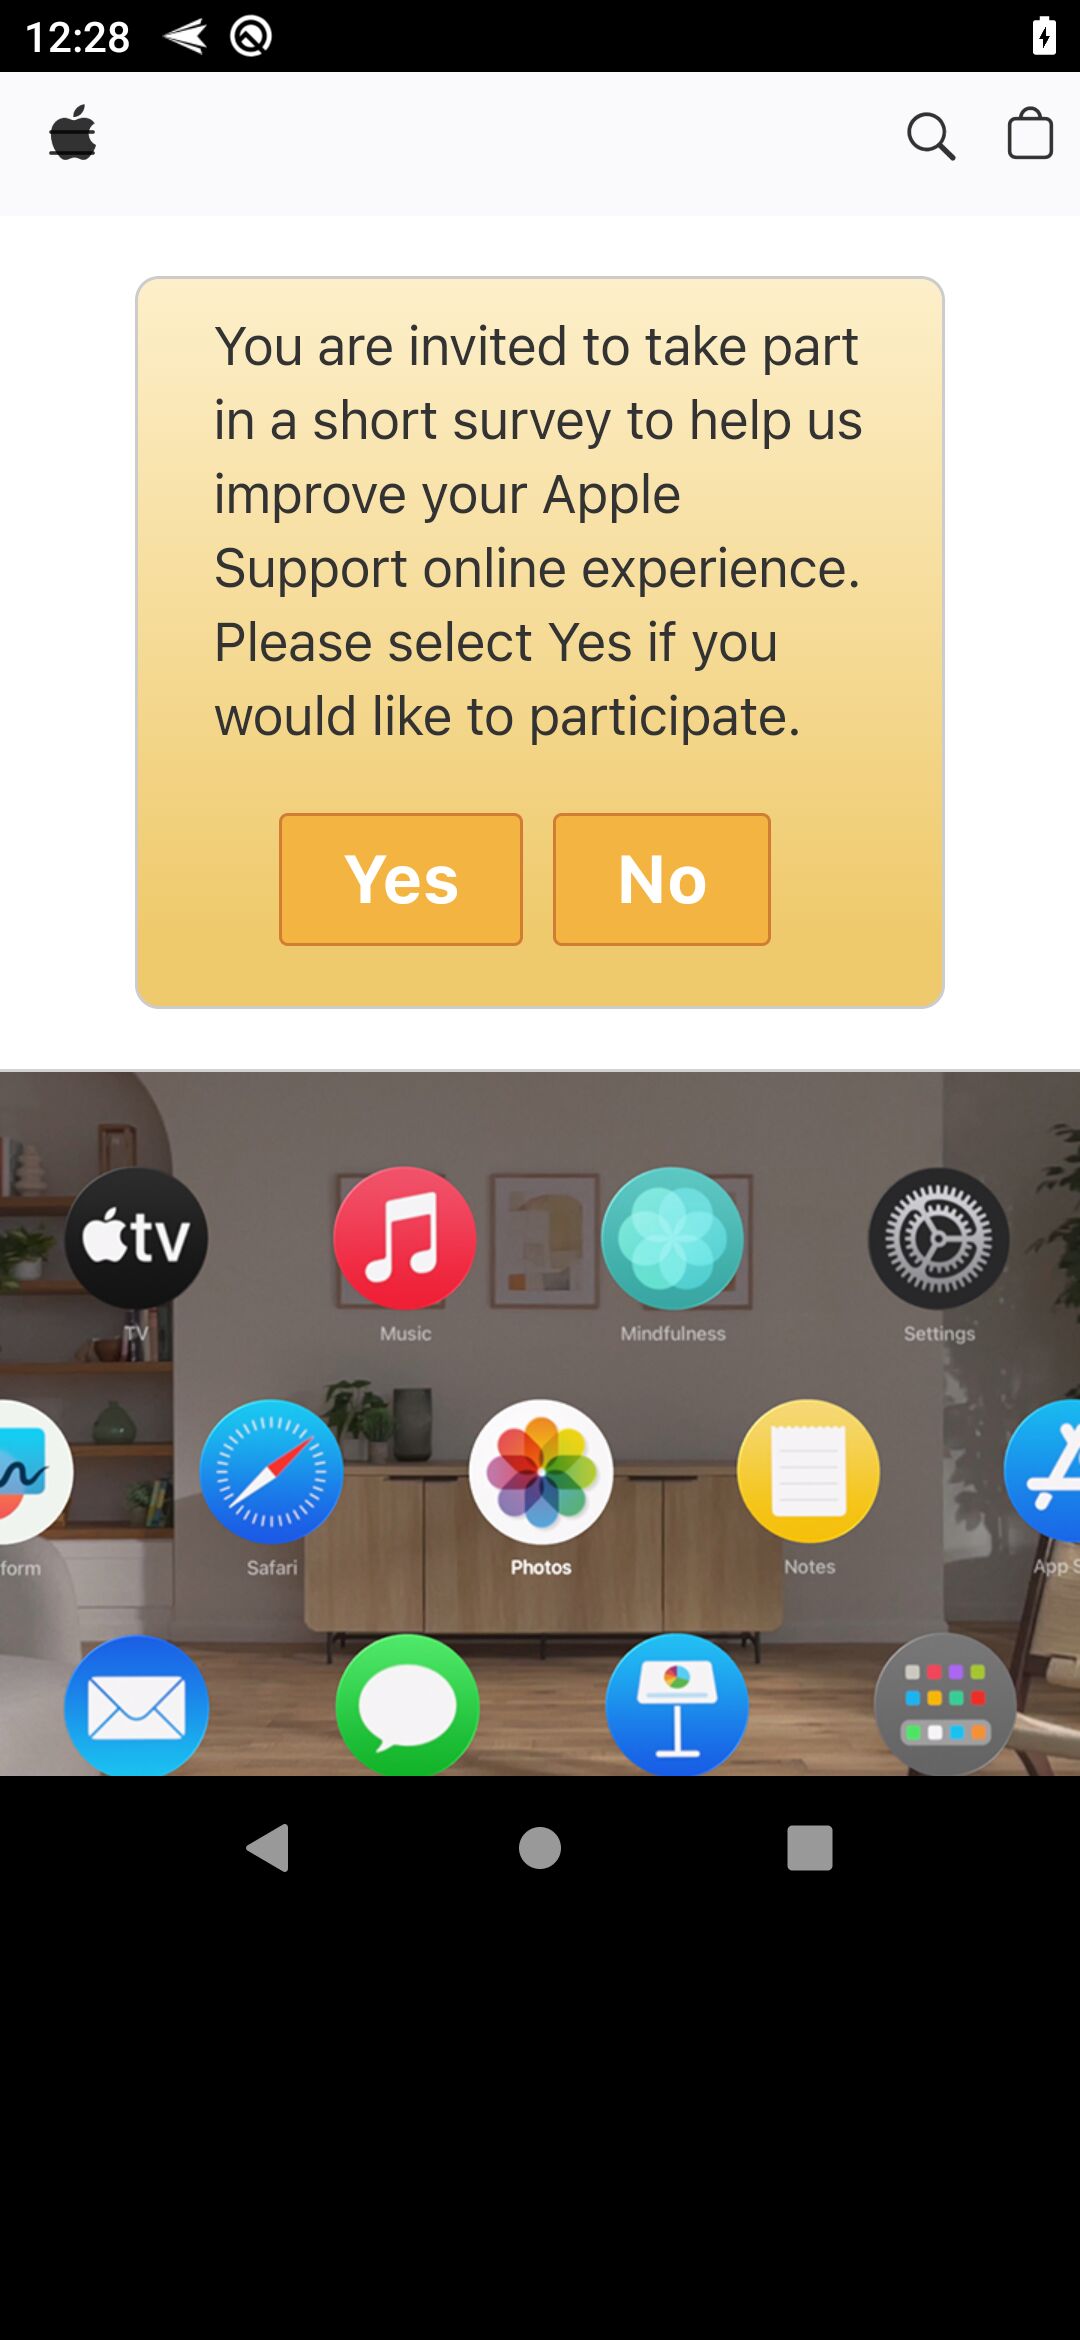 12:28
You are invited to take part
in a short survey to help us
improve your Apple
Support online experience.
Please select Yes if you
would like to participate.
Yes No
tv
TV Music Mindfulness Settings
form Safari Photos Notes App S